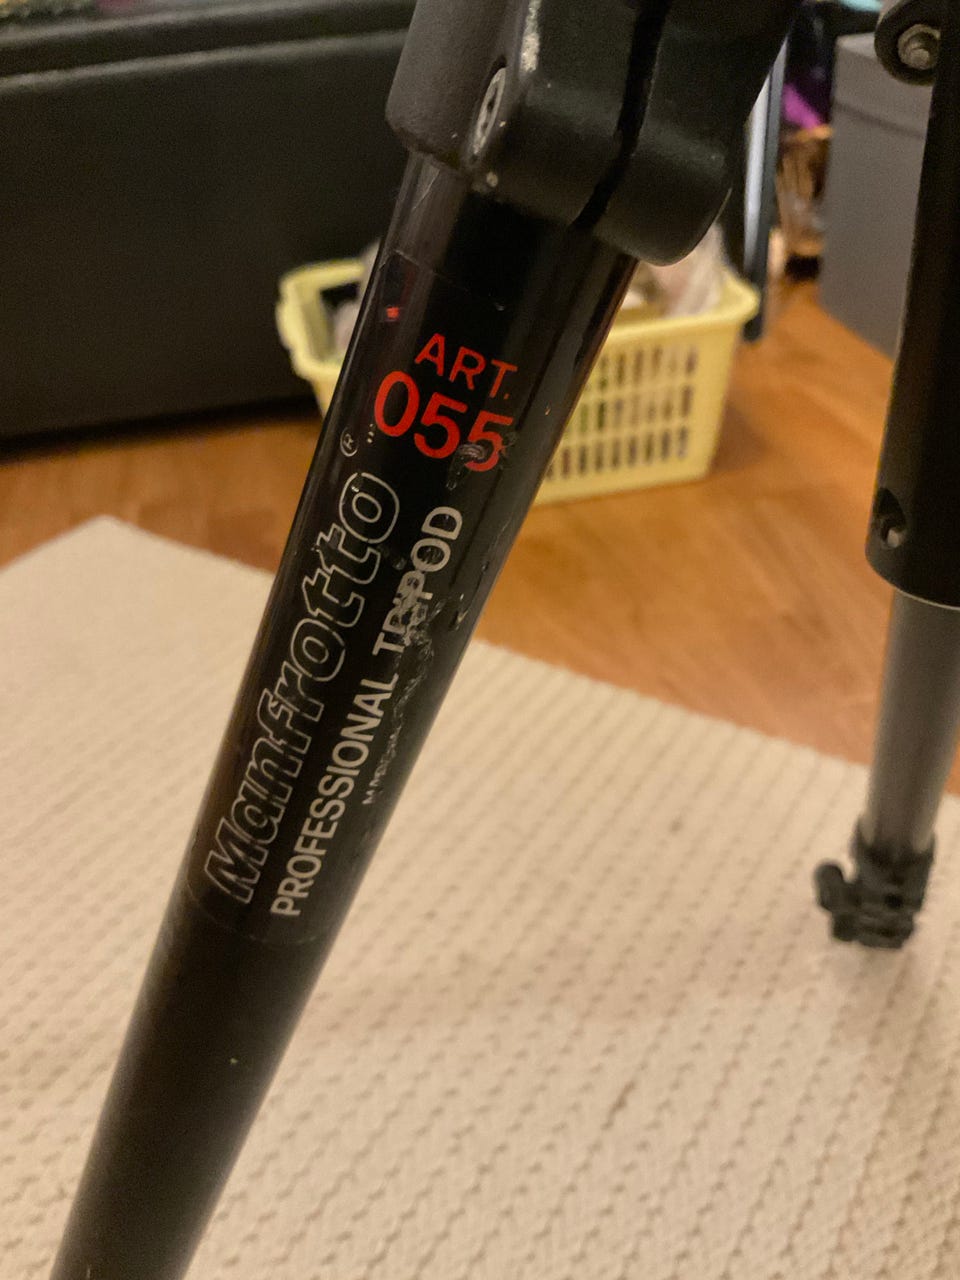 ART.
055
Manfrotto®
PROFESSIONAL TRIPOD